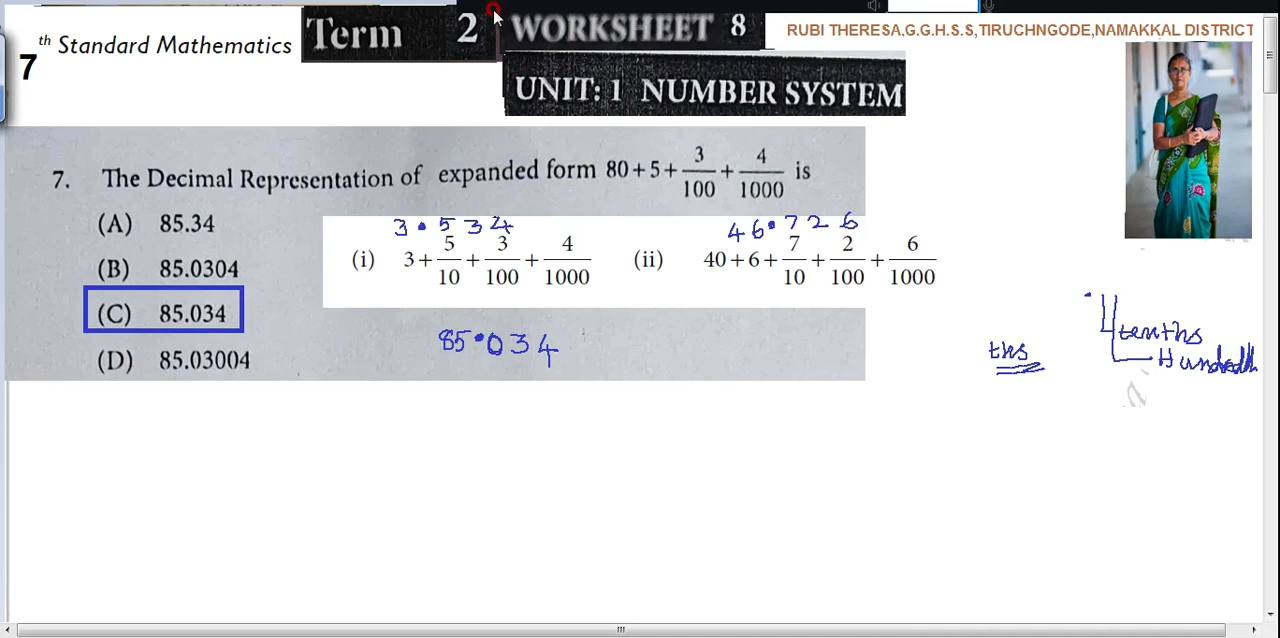 7 th Standard Mathematics
Term 2 WORKSHEET 8
RUBI THERESA.G.G.H.S.S,TIRUCHNGODE,NAMAKKAL DISTRICT
UNIT: 1 NUMBER SYSTEM
7. The Decimal Representation of expanded form 80+5+3/100+4/1000 is
(A) 85.34
3.534
46.726
(i) 3+5/10+3/100+4/1000
(ii) 40+6+7/10+2/100+6/1000
(B) 85.0304
(C) 85.034
85.034
(D) 85.03004
ths
tenths